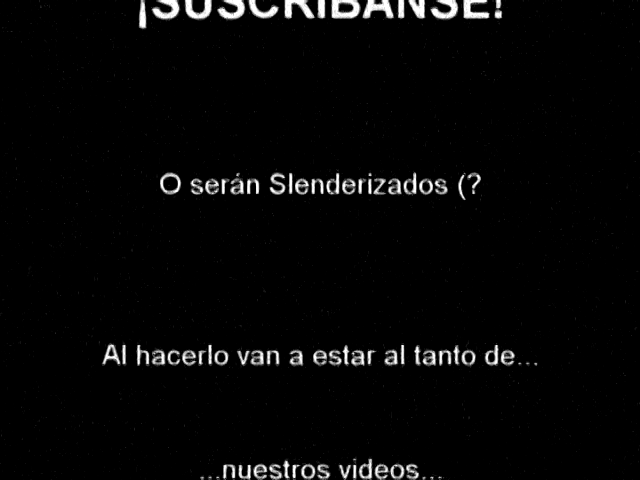 ¡SUSCRIBANSE!
O serán Slenderizados (?
Al hacerlo van a estar al tanto de...
...nuestros videos...